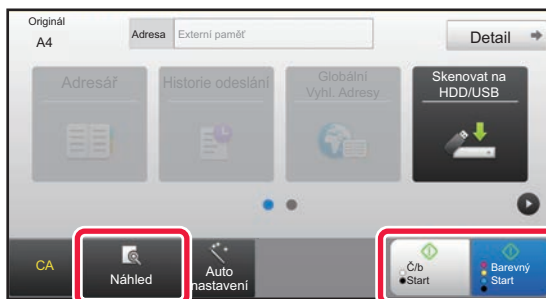 Originál
A4
Adresa
Externí paměť
Detail
Adresář
Historie odeslání
Globální
Vyhl. Adresy
Skenovat na
HDD/USB
CA
Náhled
Auto
nastavení
Č/b
Start
Barevný
Start